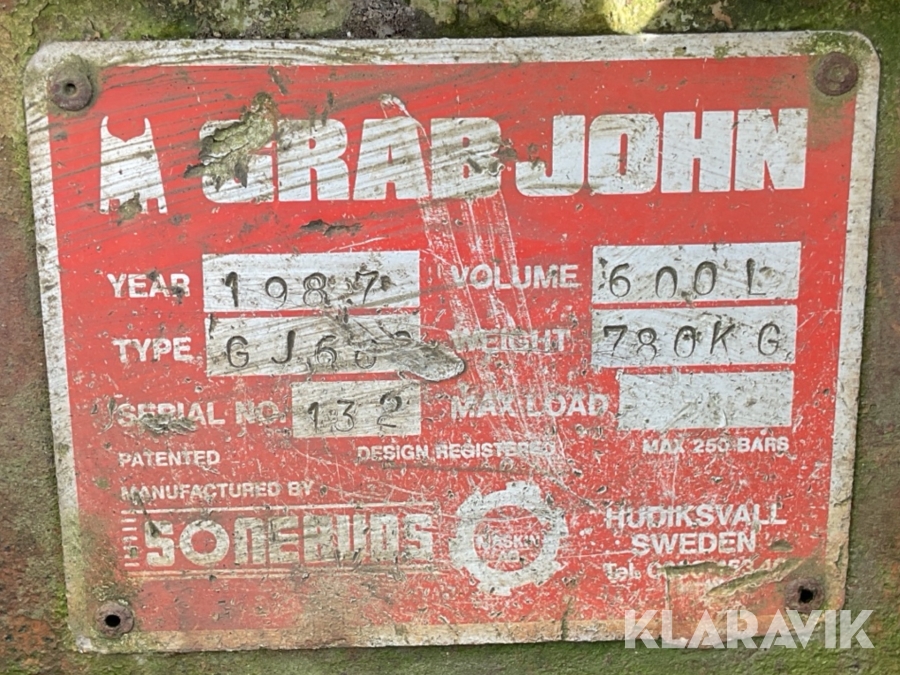 GRAB JOHN
YEAR 1987 VOLUME 600L
TYPE WEIGHT 780KG
SERIAL NO. 132 MAX LOAD
PATENTED DESIGN REGISTERED MAX 250 BARS
MANUFACTURED BY
HUDIKSVALL
SWEDEN
Tel.
KLARAVIK